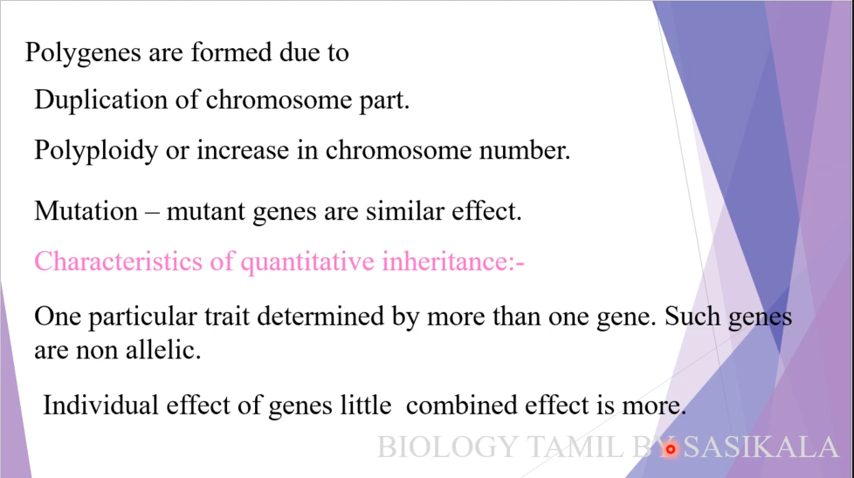 Polygenes are formed due to
Duplication of chromosome part.
Polyploidy or increase in chromosome number.
Mutation – mutant genes are similar effect.
Characteristics of quantitative inheritance:-
One particular trait determined by more than one gene. Such genes
are non allelic.
Individual effect of genes little combined effect is more.
BIOLOGY TAMIL BY SASIKALA